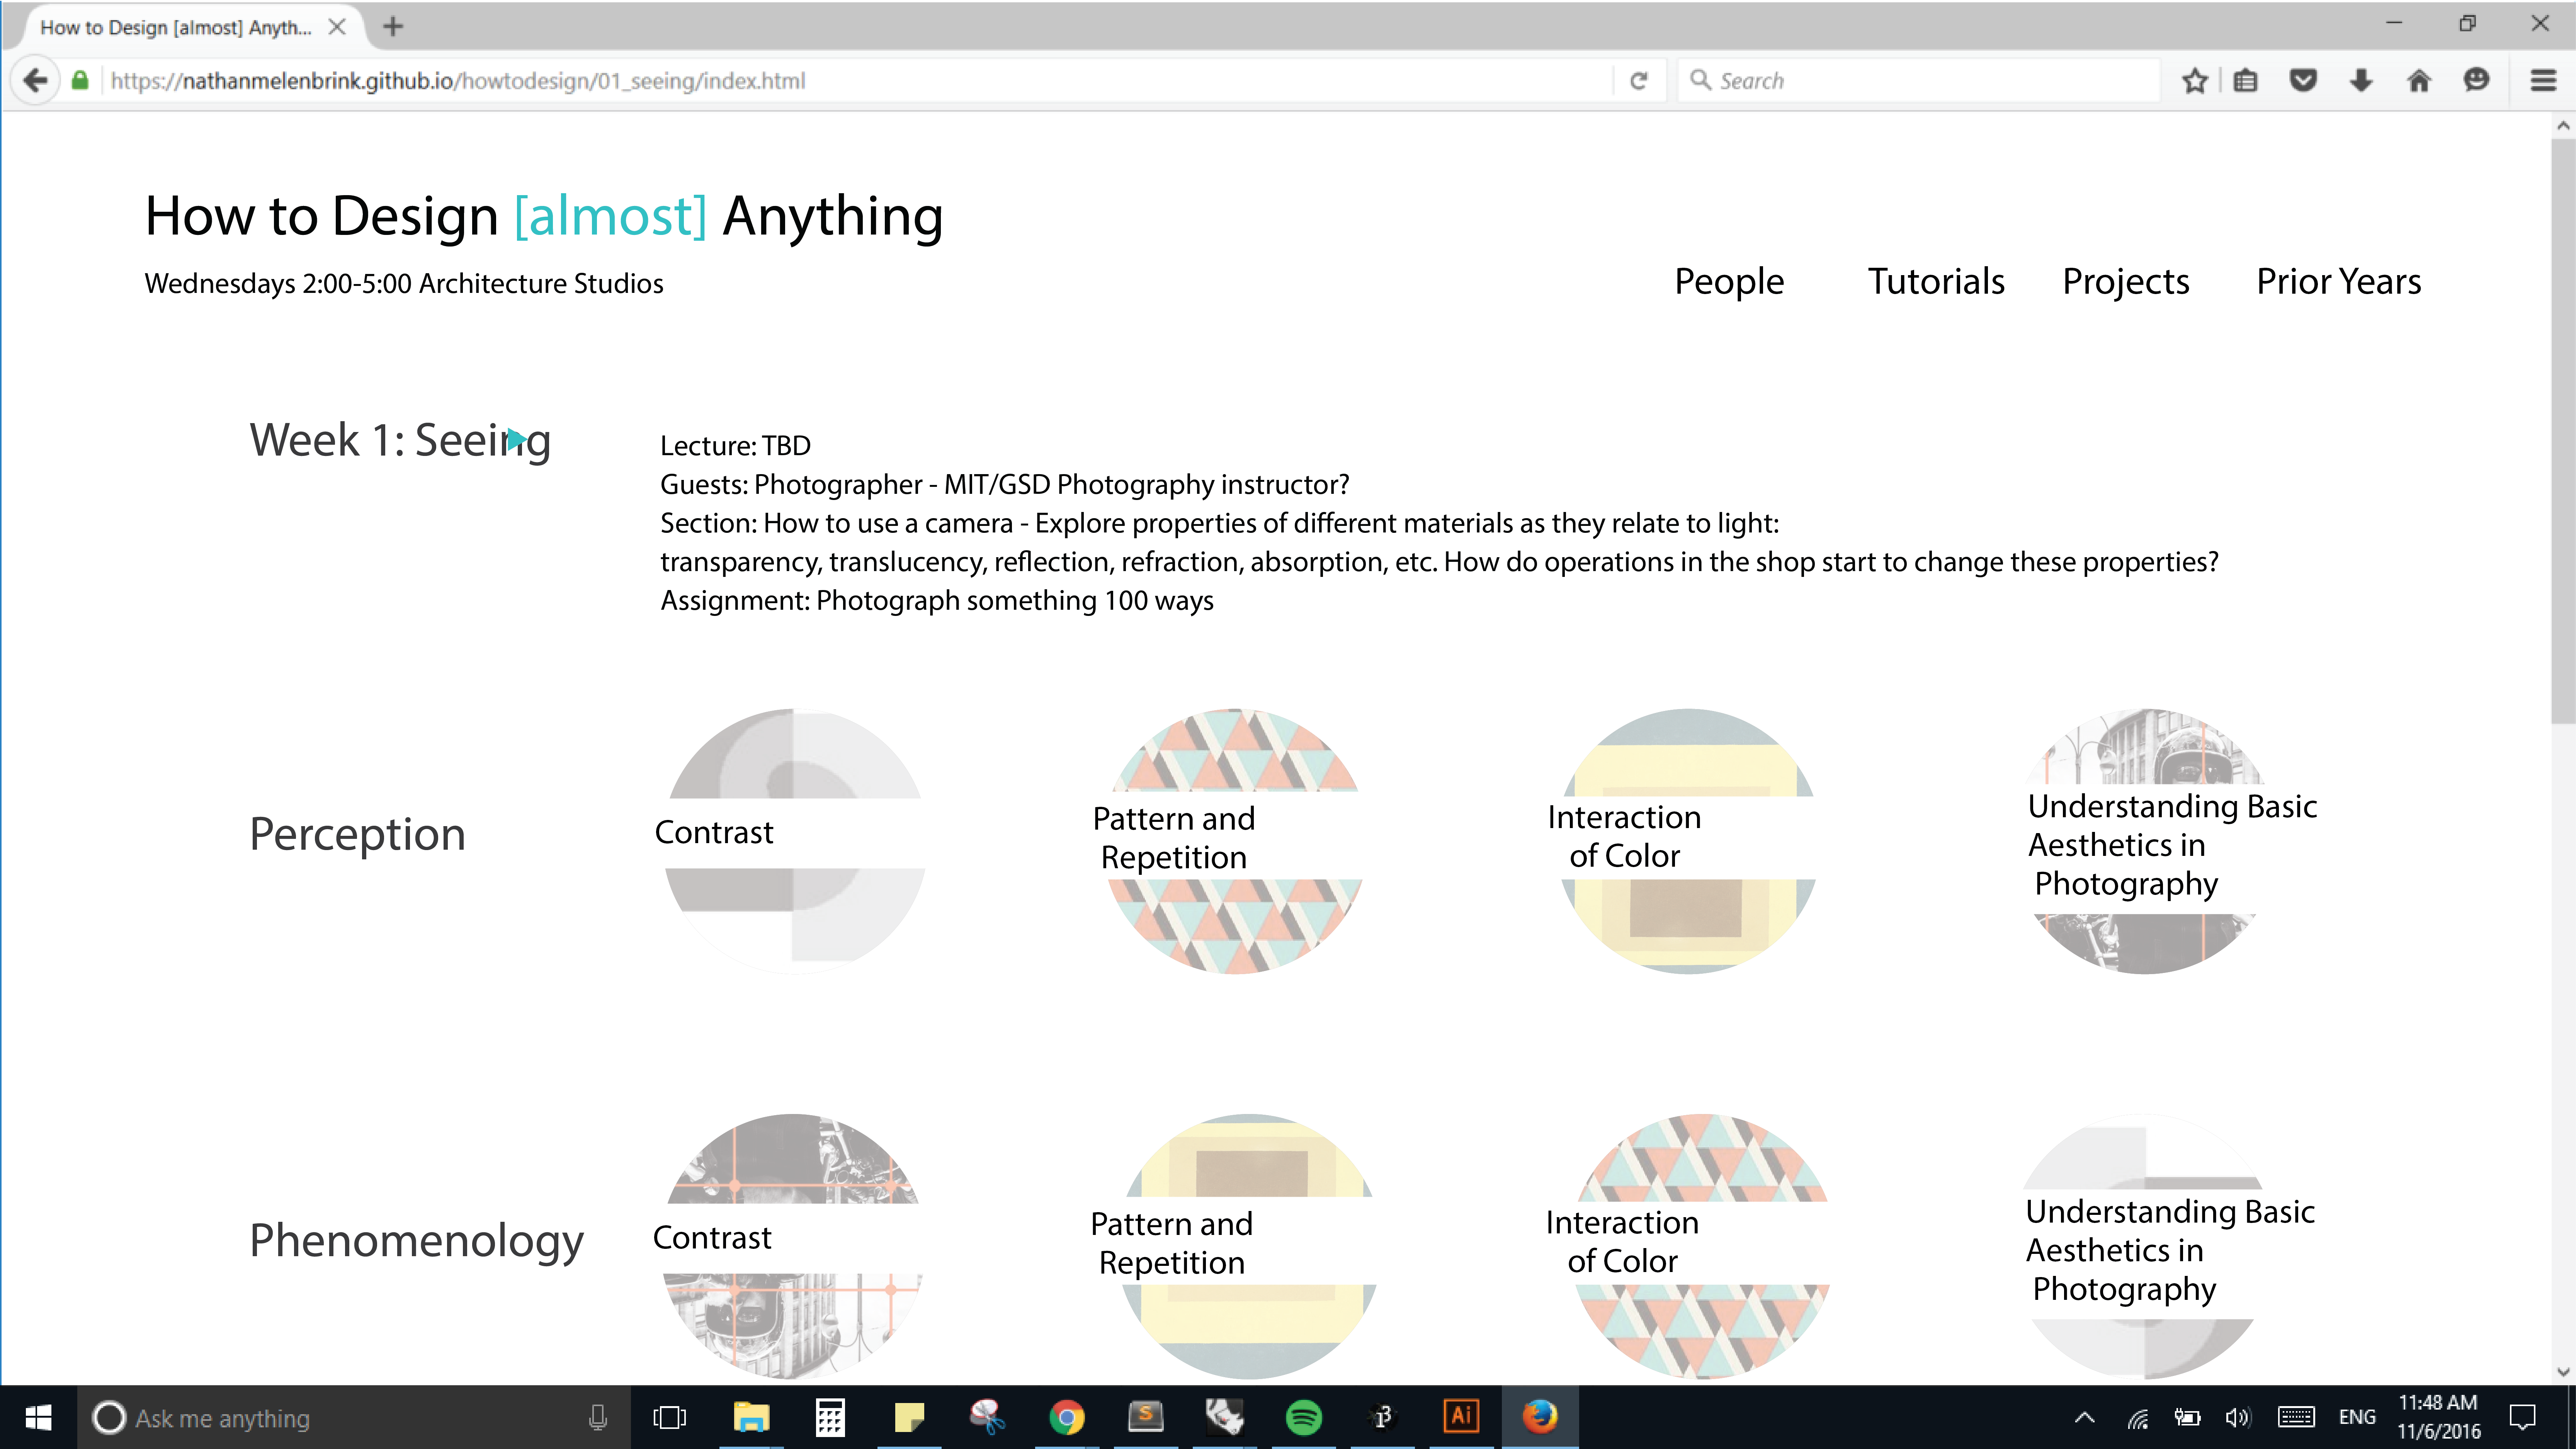 How to Design [almost] Anyth...
https://nathanmelenbrink.github.io/howtodesign/01_seeing/index.html
Search
How to Design [almost] Anything
Wednesdays 2:00-5:00 Architecture Studios
People Tutorials Projects Prior Years
Week 1: Seeing
Lecture: TBD
Guests: Photographer - MIT/GSD Photography instructor?
Section: How to use a camera - Explore properties of different materials as they relate to light:
transparency, translucency, reflection, refraction, absorption, etc. How do operations in the shop start to change these properties?
Assignment: Photograph something 100 ways
Perception
Contrast
Pattern and
Repetition
Interaction
of Color
Understanding Basic
Aesthetics in
Photography
Phenomenology
Contrast
Pattern and
Repetition
Interaction
of Color
Understanding Basic
Aesthetics in
Photography
Ask me anything
S
i3
Ai
ENG
11:48 AM
11/6/2016